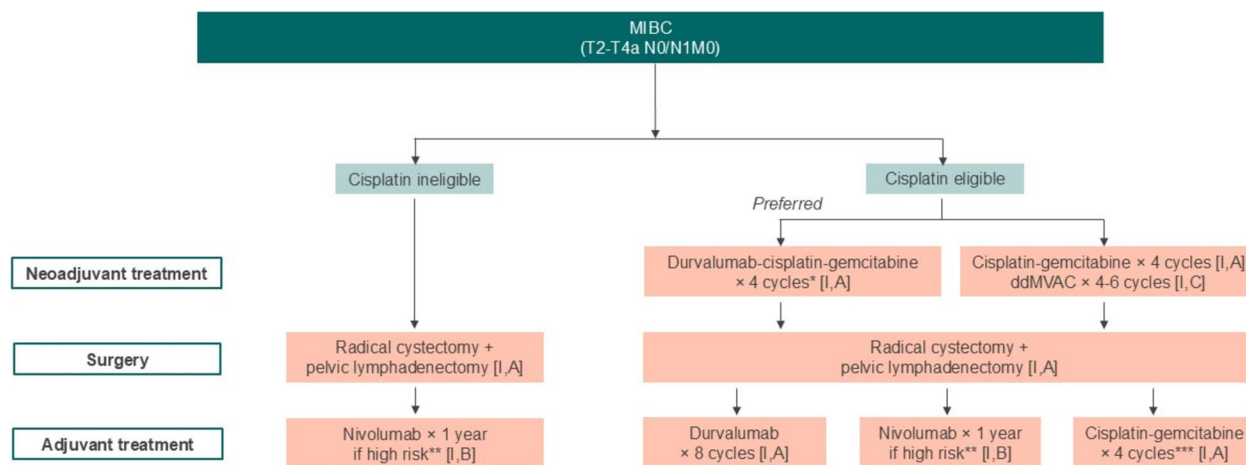 MIBC
(T2-T4a N0/N1M0)
Cisplatin ineligible
Cisplatin eligible
Preferred
Neoadjuvant treatment
Durvalumab-cisplatin-gemcitabine
× 4 cycles* [I,A]
Cisplatin-gemcitabine × 4 cycles [I,A]
ddMVAC × 4-6 cycles [I,C]
Surgery
Radical cystectomy +
pelvic lymphadenectomy [I,A]
Radical cystectomy +
pelvic lymphadenectomy [I,A]
Adjuvant treatment
Nivolumab × 1 year
if high risk** [I,B]
Durvalumab
× 8 cycles [I,A]
Nivolumab × 1 year
if high risk** [I,B]
Cisplatin-gemcitabine
× 4 cycles*** [I,A]